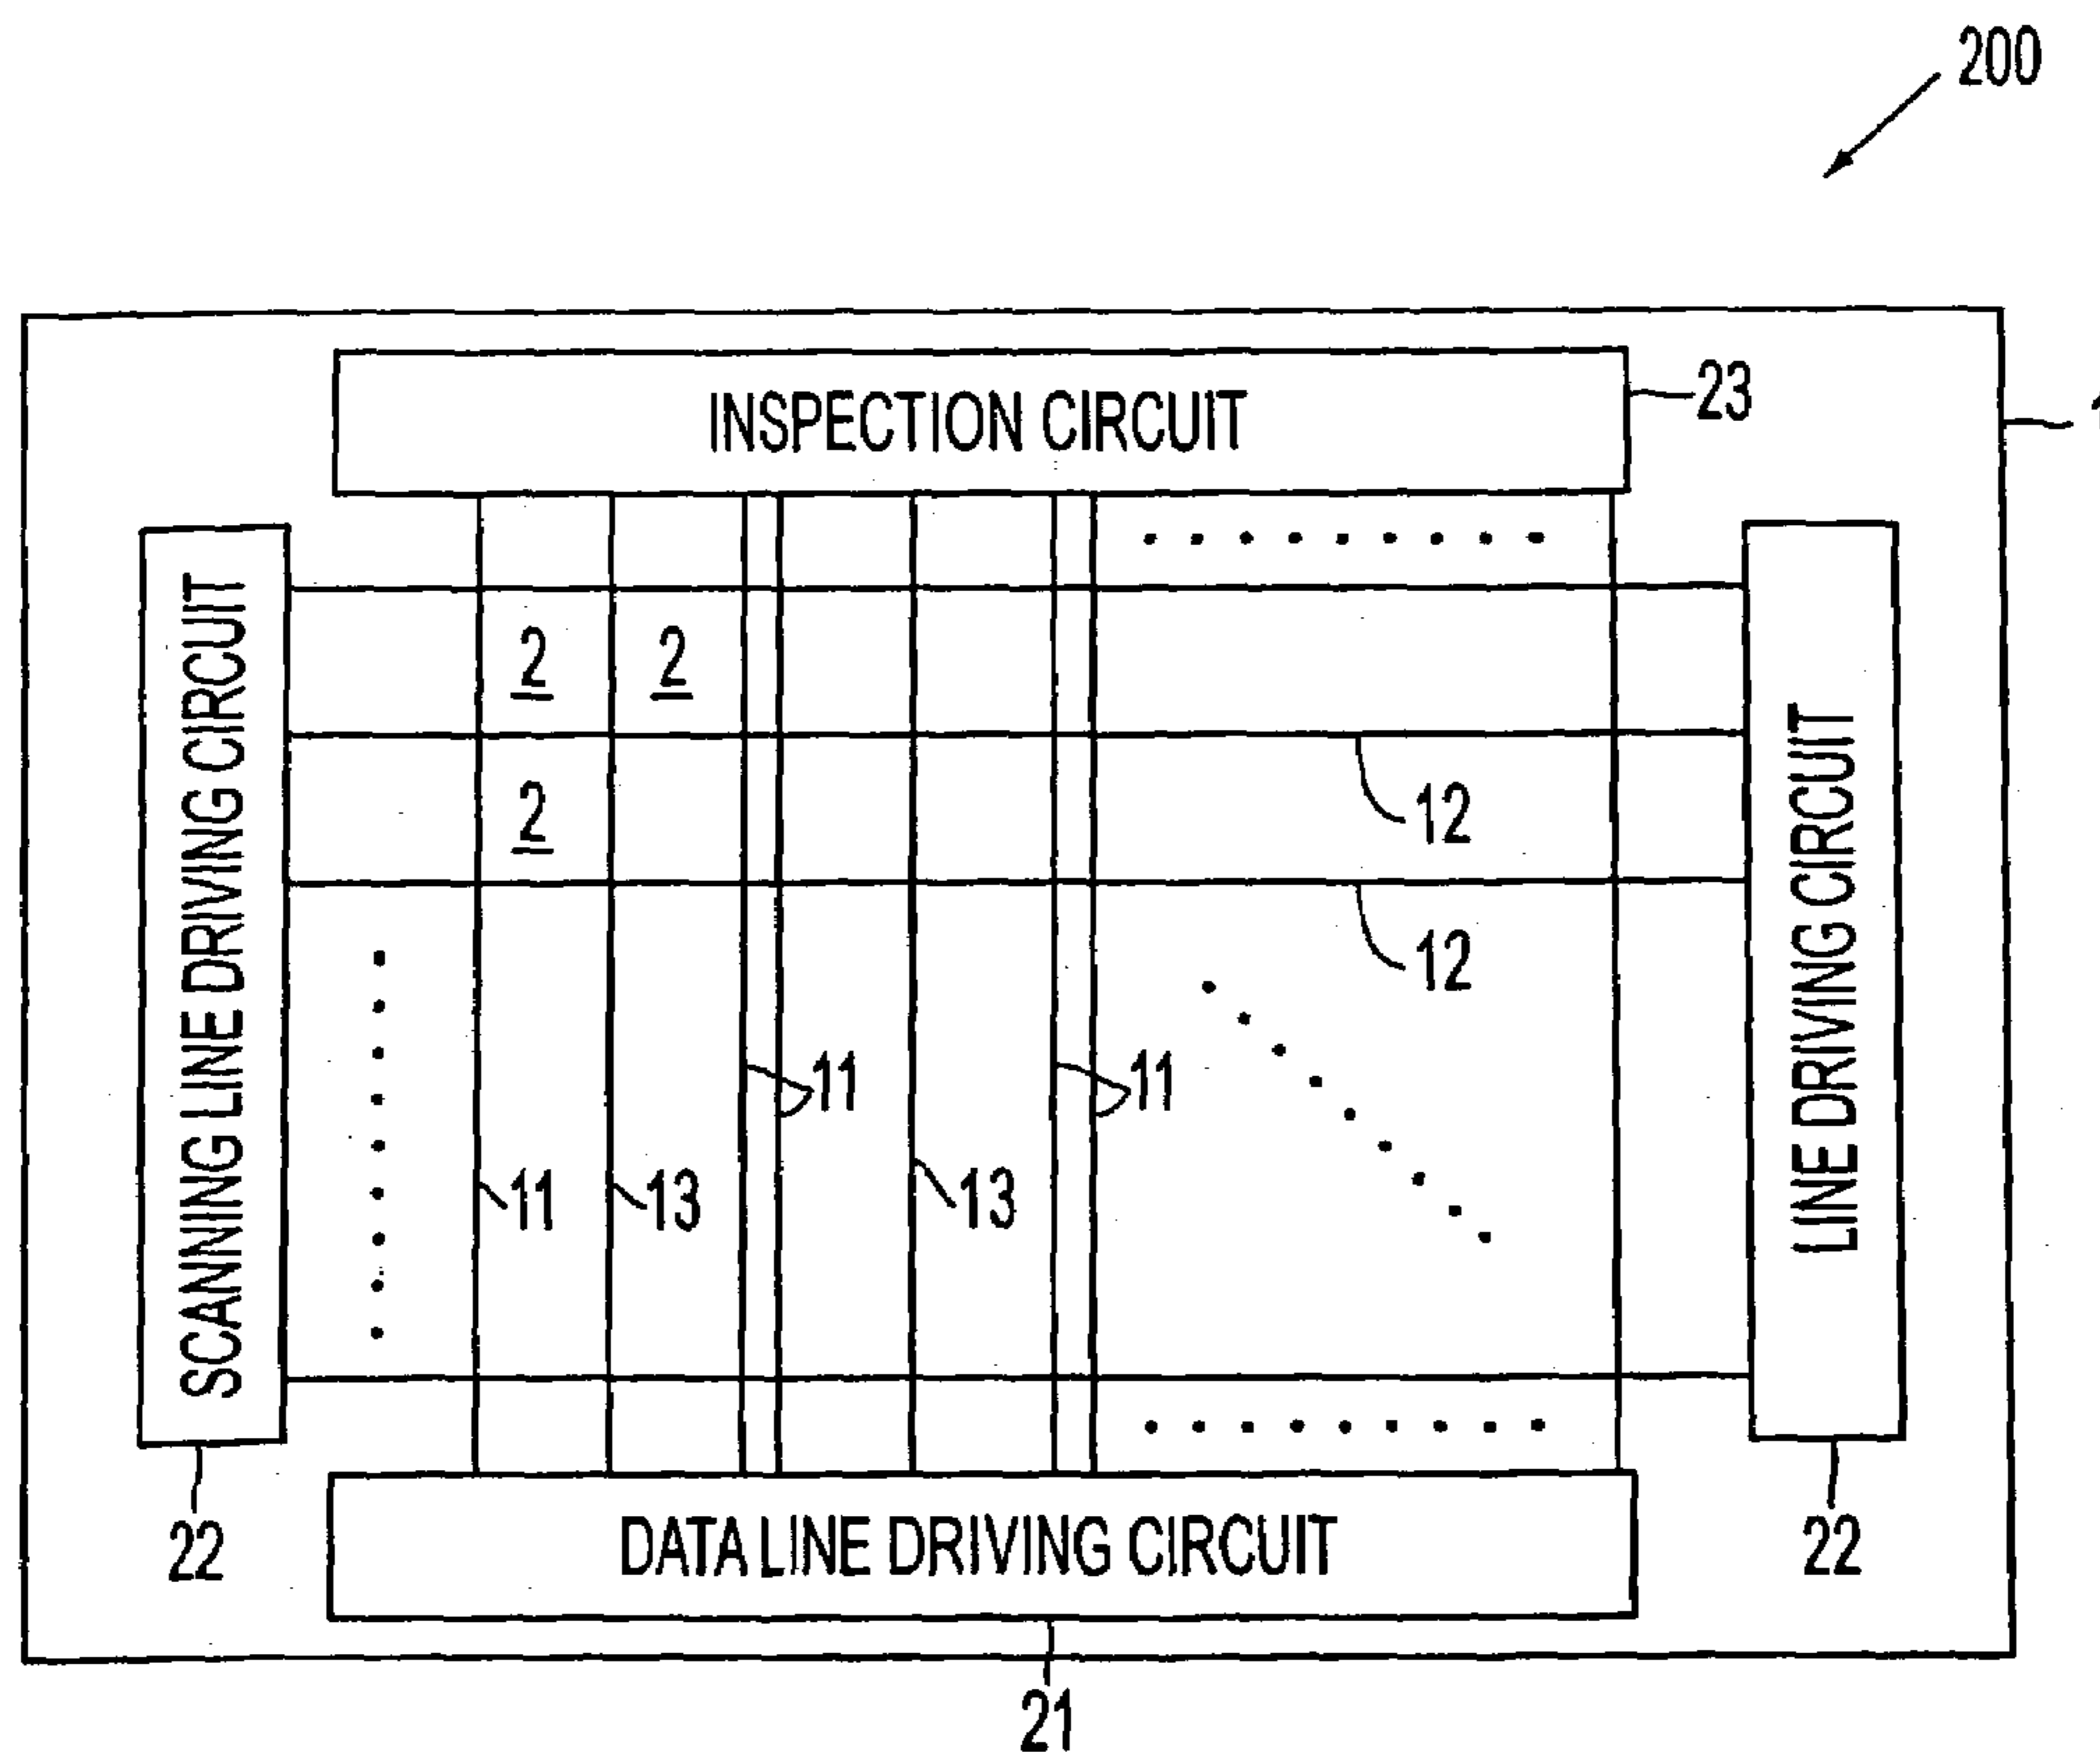 200
INSPECTION CIRCUIT
23
SCANNING LINE DRIVING CIRCUIT
2 2
2
12
12
LINE DRIVING CIRCUIT
11 11
11 13 13
22
DATA LINE DRIVING CIRCUIT
22
21